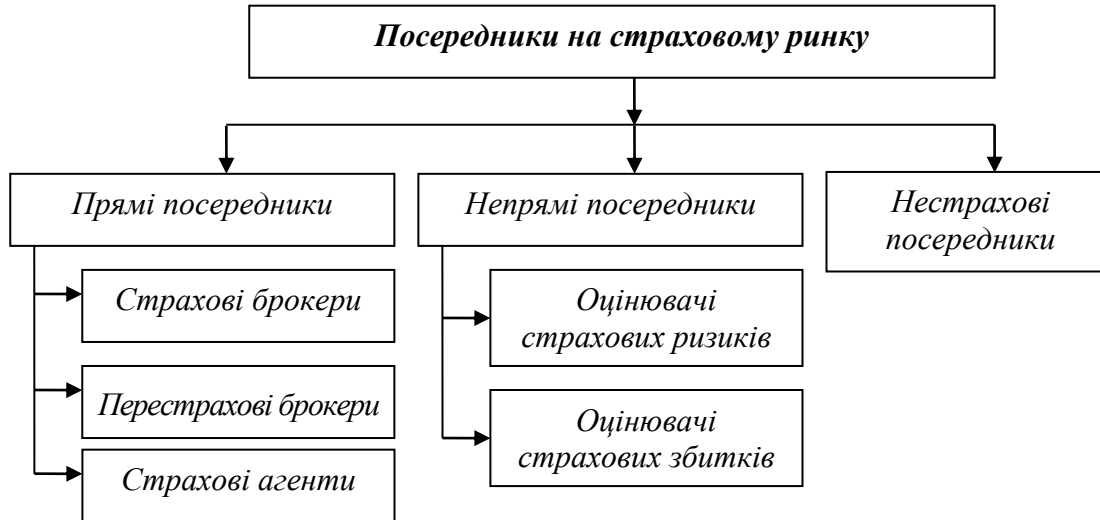 Посередники на страховому ринку
Прямі посередники
Страхові брокери
Перестрахові брокери
Страхові агенти
Непрямі посередники
Оцінювачі
страхових ризиків
Оцінювачі
страхових збитків
Нестрахові
посередники